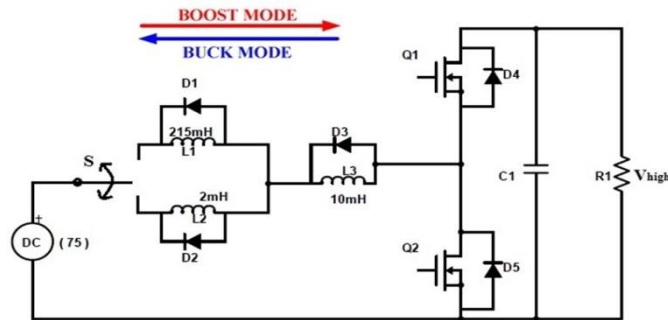 BOOST MODE
BUCK MODE
Q1
D4
D1
215mH
L1
D3
L3
10mH
S
2mH
L2
D2
+
DC
(75)
C1
R1
Vhigh
Q2
D5